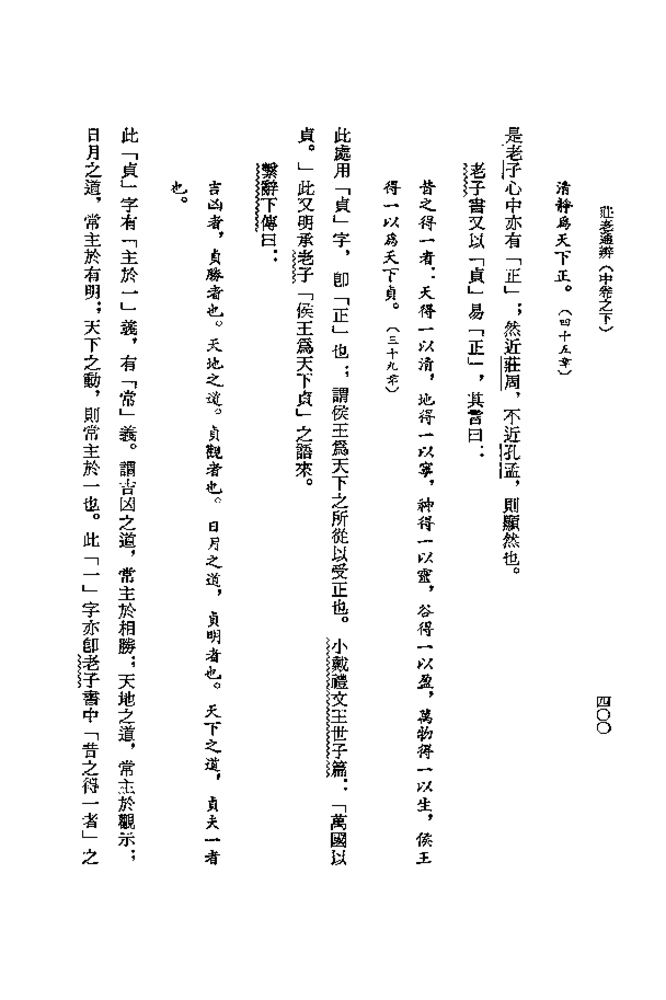 莊老通辨（中卷之下）
四〇〇
清靜爲天下正。（四十五章）
是老子心中亦有「正」；然近莊周，不近孔孟，則顯然也。
老子書又以「貞」易「正」，其言曰：
昔之得一者：天得一以清，地得一以寧，神得一以靈，谷得一以盈，萬物得一以生，侯王
得一以爲天下貞。（三十九章）
此處用「貞」字，卽「正」也；謂侯王爲天下之所從以受正也。小戴禮文王世子篇：「萬國以
貞。」此又明承老子「侯王爲天下貞」之語來。
繫辭下傳曰：
吉凶者，貞勝者也。天地之道。貞觀者也。日月之道，貞明者也。天下之道，貞夫一者
也。
此「貞」字有「主於一」義，有「常」義。謂吉凶之道，常主於相勝；天地之道，常主於觀示；
日月之道，常主於有明；天下之動，則常主於一也。此「一」字亦卽老子書中「昔之得一者」之